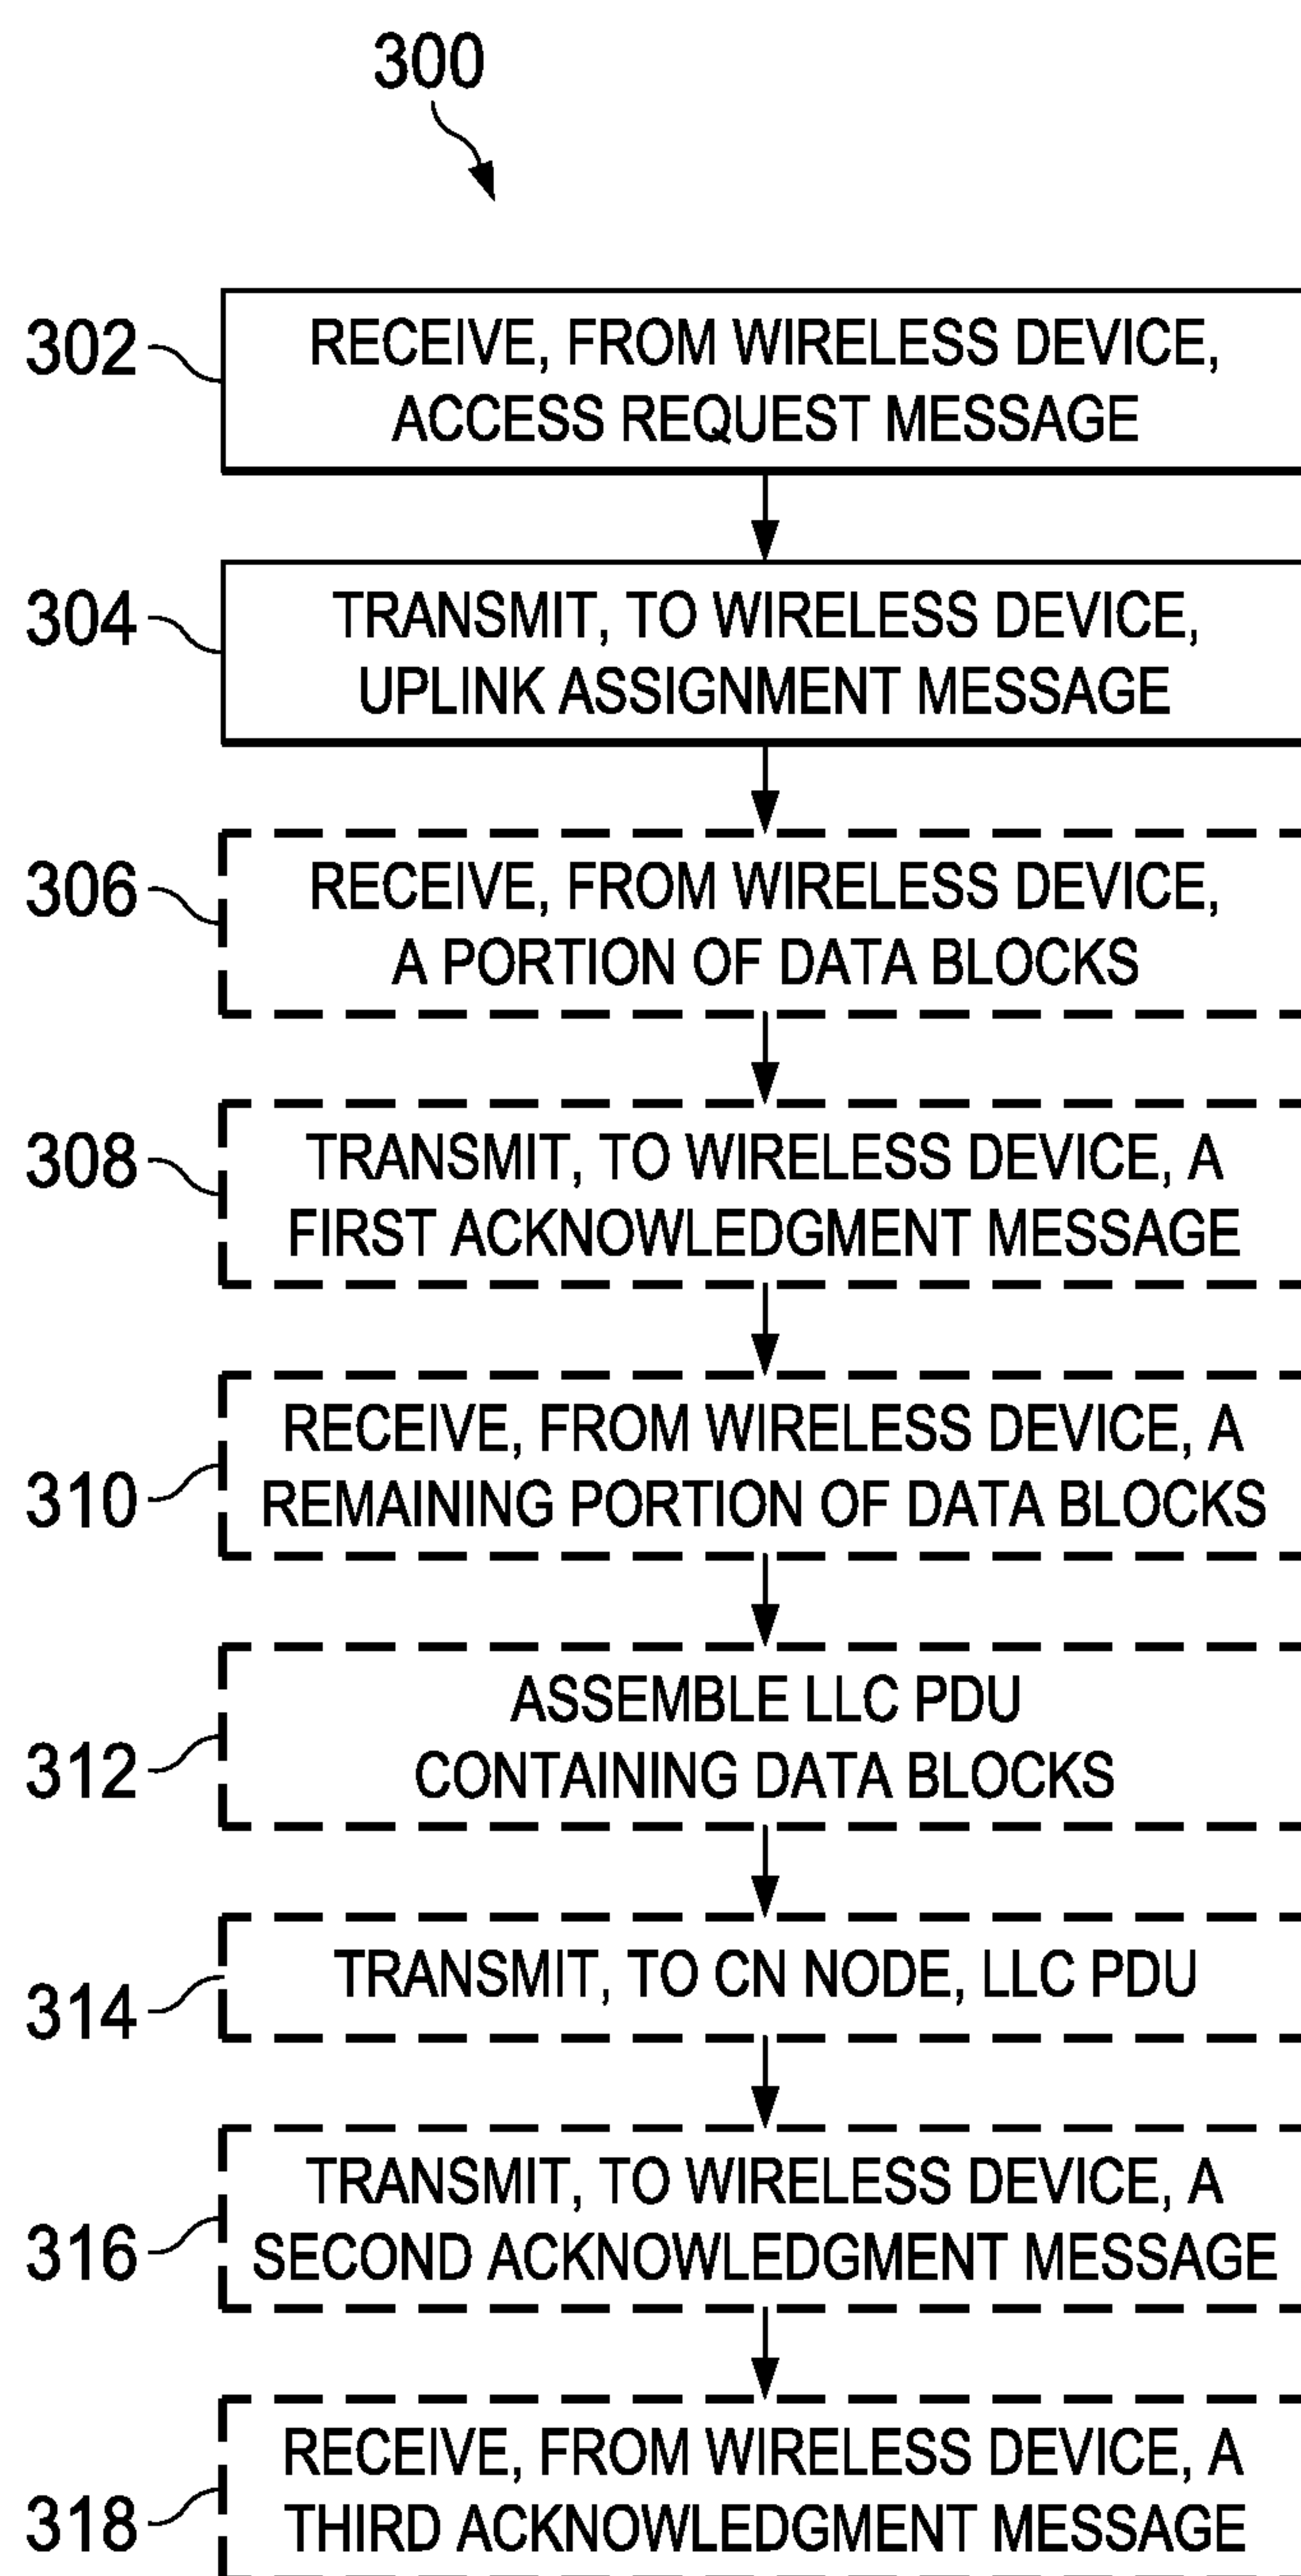 300
302
RECEIVE, FROM WIRELESS DEVICE,
ACCESS REQUEST MESSAGE
304
TRANSMIT, TO WIRELESS DEVICE,
UPLINK ASSIGNMENT MESSAGE
306
RECEIVE, FROM WIRELESS DEVICE,
A PORTION OF DATA BLOCKS
308
TRANSMIT, TO WIRELESS DEVICE, A
FIRST ACKNOWLEDGMENT MESSAGE
310
RECEIVE, FROM WIRELESS DEVICE, A
REMAINING PORTION OF DATA BLOCKS
312
ASSEMBLE LLC PDU
CONTAINING DATA BLOCKS
314
TRANSMIT, TO CN NODE, LLC PDU
316
TRANSMIT, TO WIRELESS DEVICE, A
SECOND ACKNOWLEDGMENT MESSAGE
318
RECEIVE, FROM WIRELESS DEVICE, A
THIRD ACKNOWLEDGMENT MESSAGE